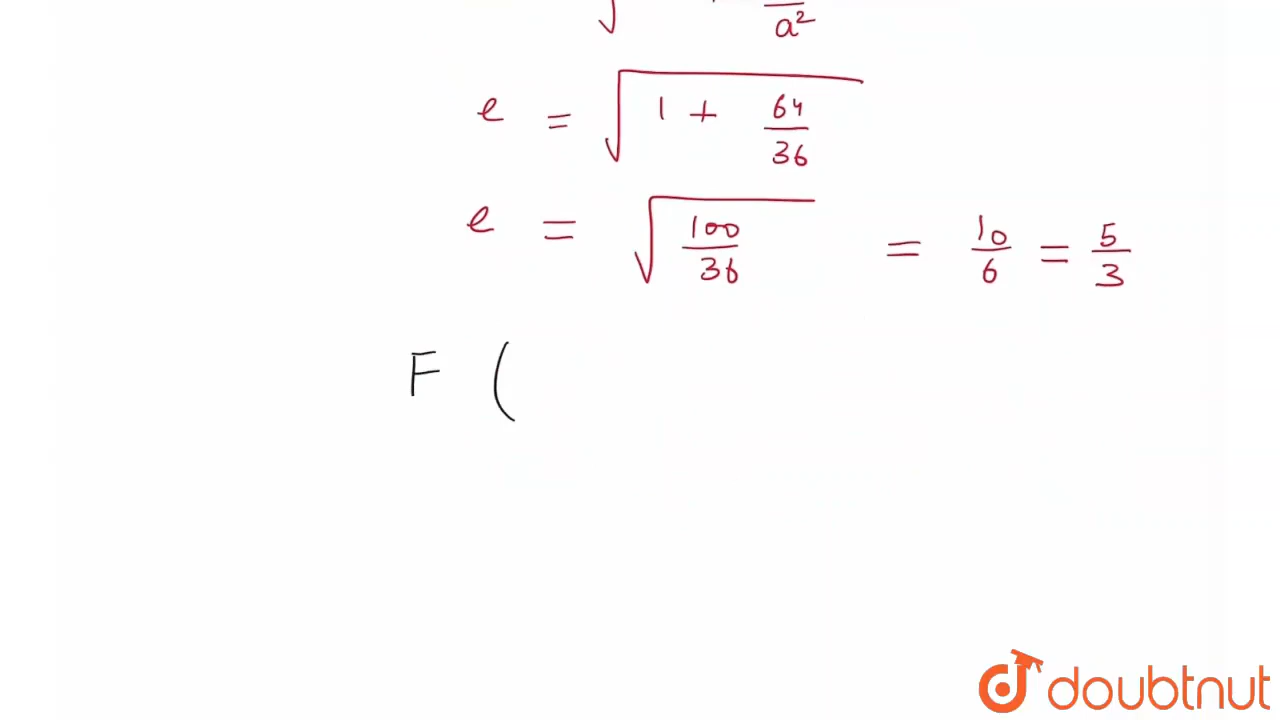 √ a²
e = √ 1 + 64/36
e = √ 100/36 = 10/6 = 5/3
F (
doubtnut